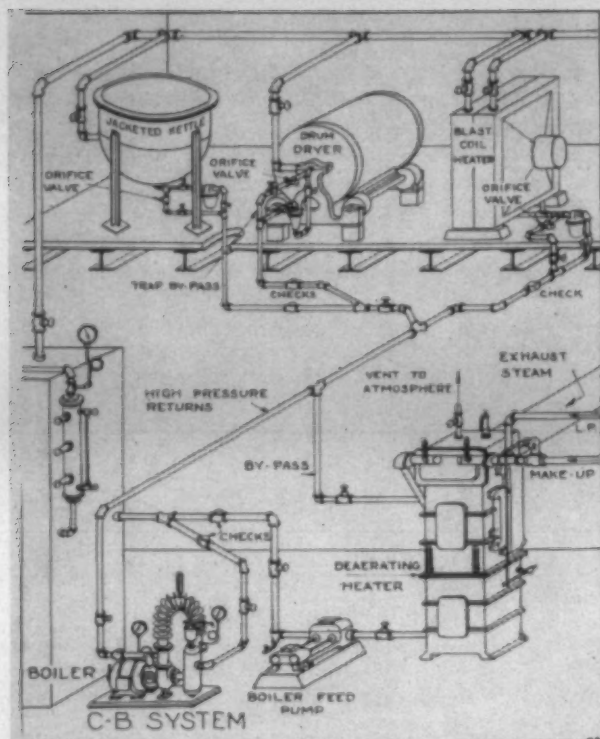 JACKETED KETTLE
DRUM
DRYER
BLAST
COIL
HEATER
ORIFICE
VALVE
ORIFICE
VALVE
ORIFICE
VALVE
TRAP BY-PASS
CHECKS
CHECK
VENT TO
ATMOSPHERE
EXHAUST
STEAM
L.P.
HIGH PRESSURE
RETURNS
BY-PASS
MAKE-UP
CHECKS
DEAERATING
HEATER
BOILER
BOILER FEED
PUMP
C-B SYSTEM